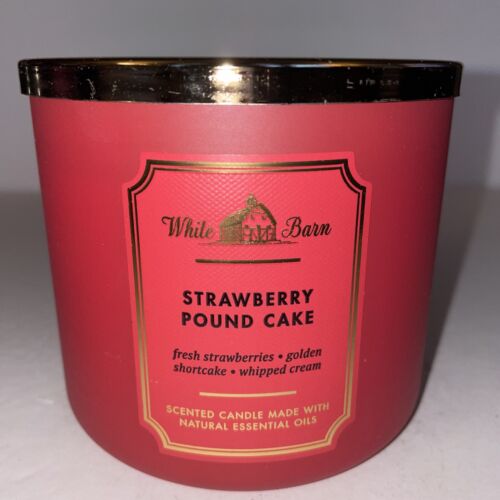 White Barn
STRAWBERRY
POUND CAKE
fresh strawberries • golden
shortcake • whipped cream
SCENTED CANDLE MADE WITH
NATURAL ESSENTIAL OILS